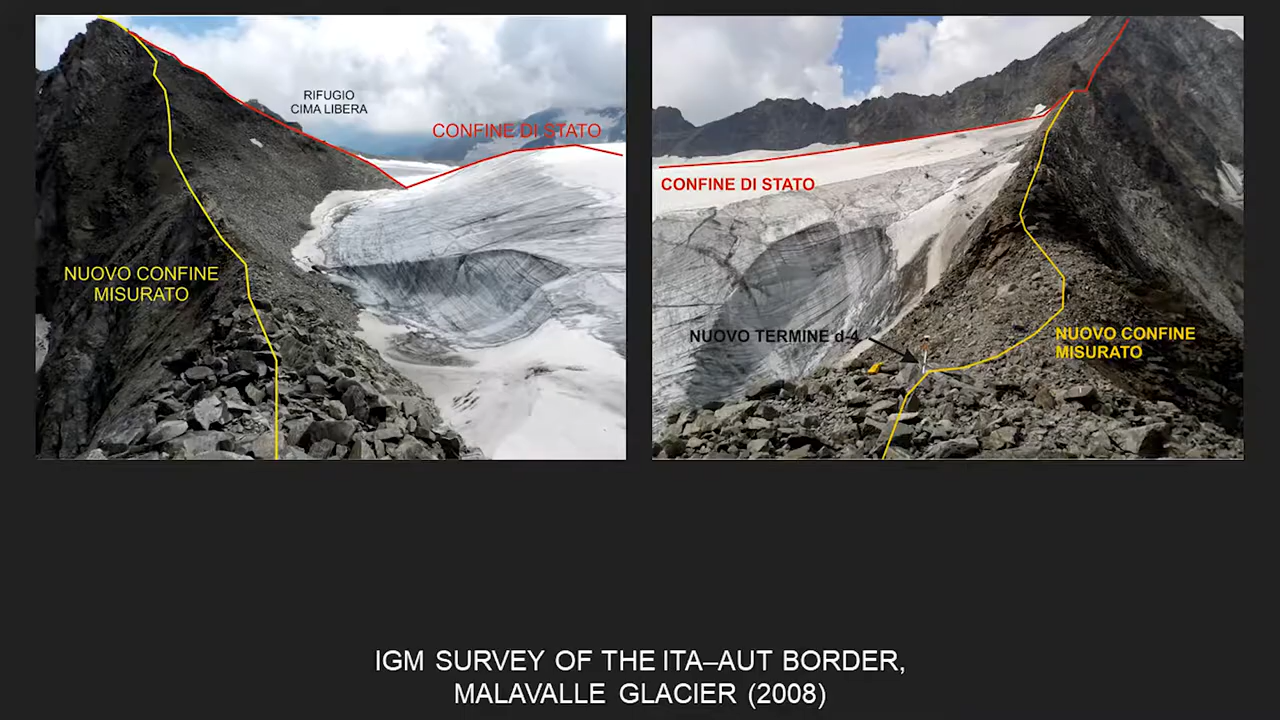 RIFUGIO
CIMA LIBERA
CONFINE DI STATO
NUOVO CONFINE
MISURATO
CONFINE DI STATO
NUOVO TERMINE d-4
NUOVO CONFINE
MISURATO
IGM SURVEY OF THE ITA–AUT BORDER,
MALAVALLE GLACIER (2008)